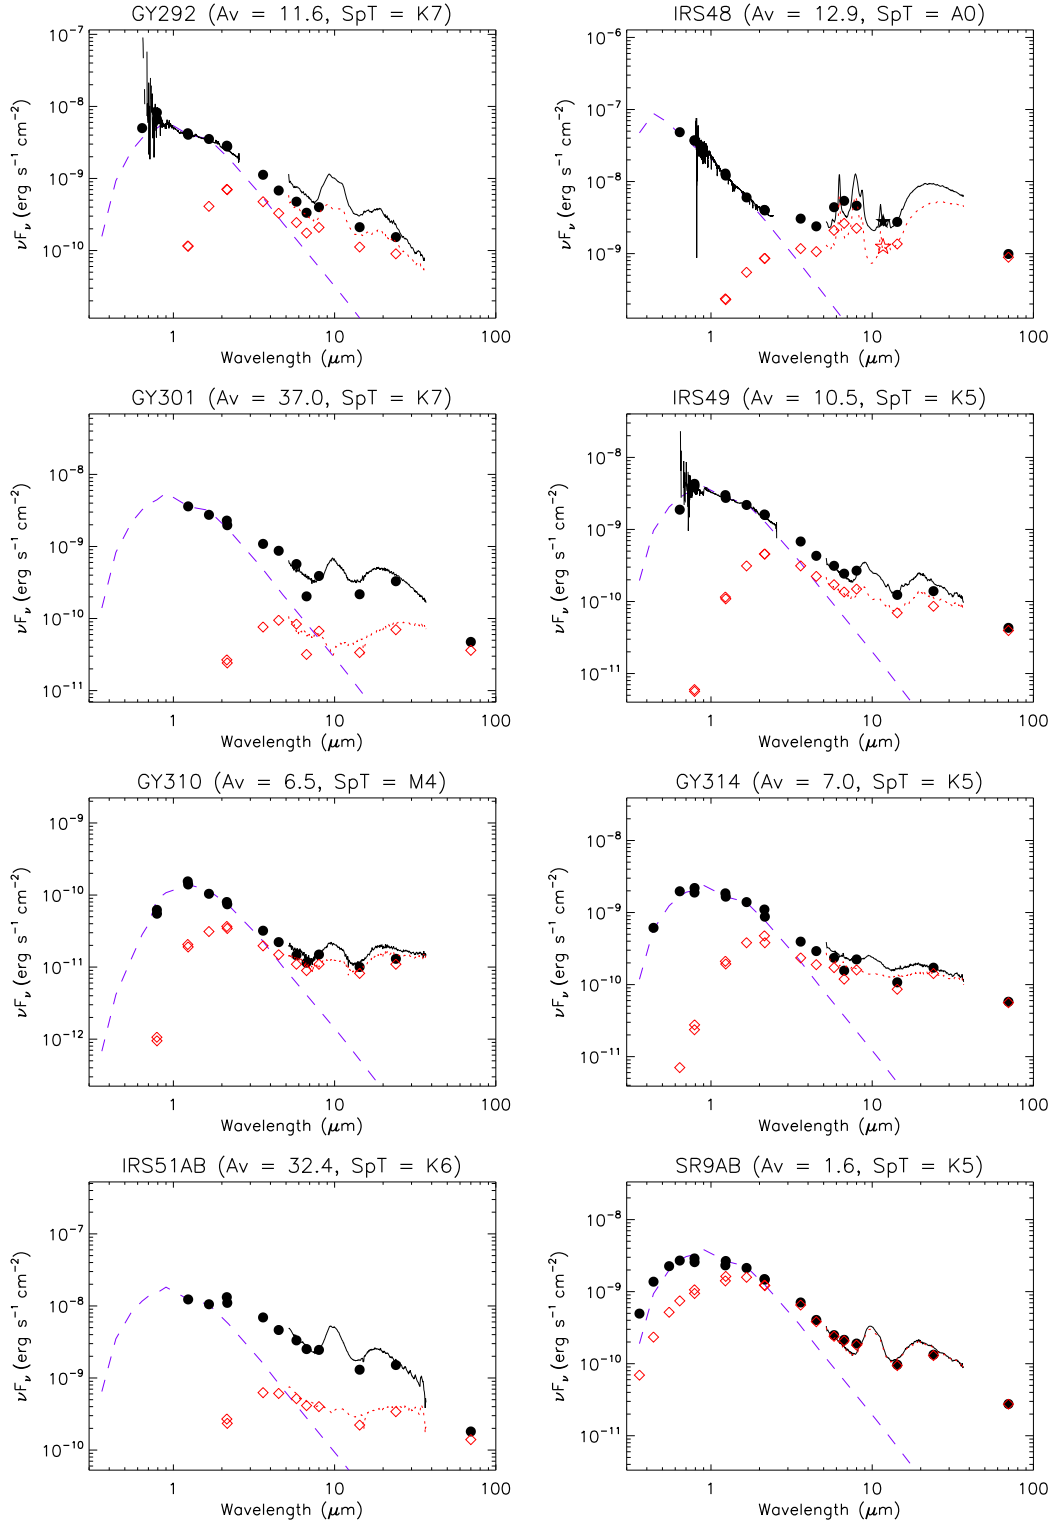 GY292 (Av = 11.6, SpT = K7)
νFν (erg s⁻¹ cm⁻²)
10⁻⁷
10⁻⁸
10⁻⁹
10⁻¹⁰
1 10 100
Wavelength (μm)
IRS48 (Av = 12.9, SpT = A0)
νFν (erg s⁻¹ cm⁻²)
10⁻⁶
10⁻⁷
10⁻⁸
10⁻⁹
1 10 100
Wavelength (μm)
GY301 (Av = 37.0, SpT = K7)
νFν (erg s⁻¹ cm⁻²)
10⁻⁸
10⁻⁹
10⁻¹⁰
10⁻¹¹
1 10 100
Wavelength (μm)
IRS49 (Av = 10.5, SpT = K5)
νFν (erg s⁻¹ cm⁻²)
10⁻⁸
10⁻⁹
10⁻¹⁰
10⁻¹¹
1 10 100
Wavelength (μm)
GY310 (Av = 6.5, SpT = M4)
νFν (erg s⁻¹ cm⁻²)
10⁻⁹
10⁻¹⁰
10⁻¹¹
10⁻¹²
1 10 100
Wavelength (μm)
GY314 (Av = 7.0, SpT = K5)
νFν (erg s⁻¹ cm⁻²)
10⁻⁸
10⁻⁹
10⁻¹⁰
10⁻¹¹
1 10 100
Wavelength (μm)
IRS51AB (Av = 32.4, SpT = K6)
νFν (erg s⁻¹ cm⁻²)
10⁻⁷
10⁻⁸
10⁻⁹
10⁻¹⁰
1 10 100
Wavelength (μm)
SR9AB (Av = 1.6, SpT = K5)
νFν (erg s⁻¹ cm⁻²)
10⁻⁸
10⁻⁹
10⁻¹⁰
10⁻¹¹
1 10 100
Wavelength (μm)